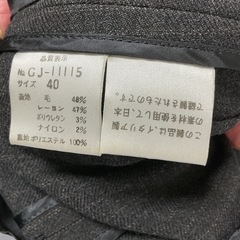 品質表示
№ GJ-11115
サイズ 40
表地 毛 48%
レーヨン 47%
ポリウレタン 3%
ナイロン 2%
裏地 ポリエステル 100%
この製品は、イタリア製
の素材を使用して日本
で縫製されたものです。